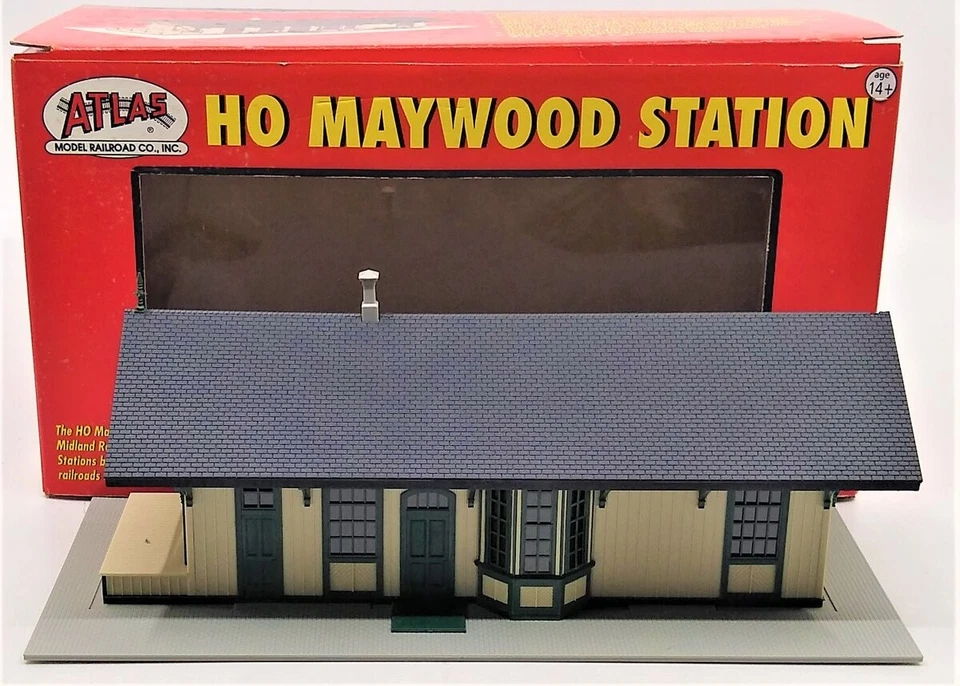 ATLAS ®
MODEL RAILROAD CO., INC.
HO MAYWOOD STATION
age
14+
The HO Ma
Midland R
Stations b
railroads